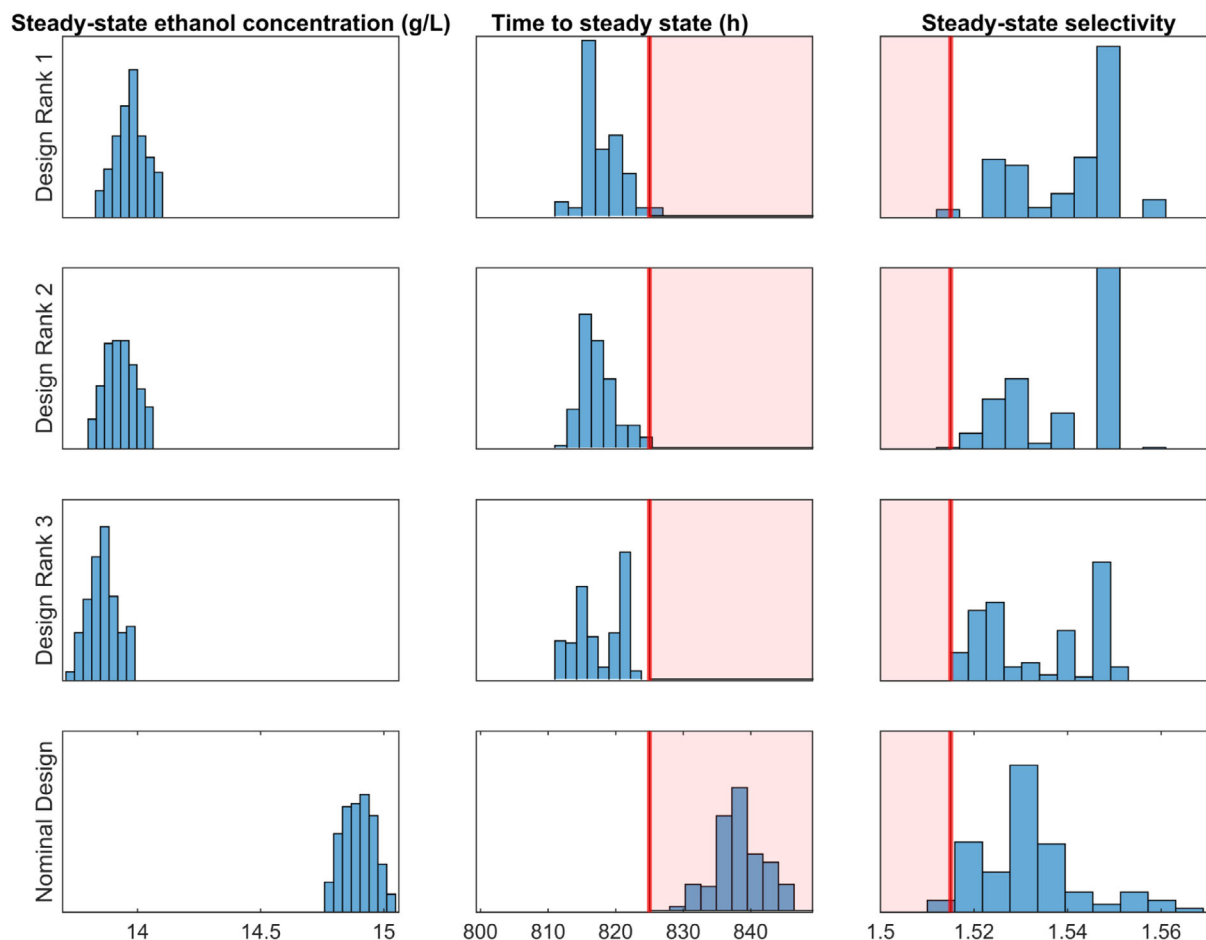 Steady-state ethanol concentration (g/L)
Time to steady state (h)
Steady-state selectivity
Design Rank 1
Design Rank 2
Design Rank 3
Nominal Design
14 14.5 15
800 810 820 830 840
1.5 1.52 1.54 1.56